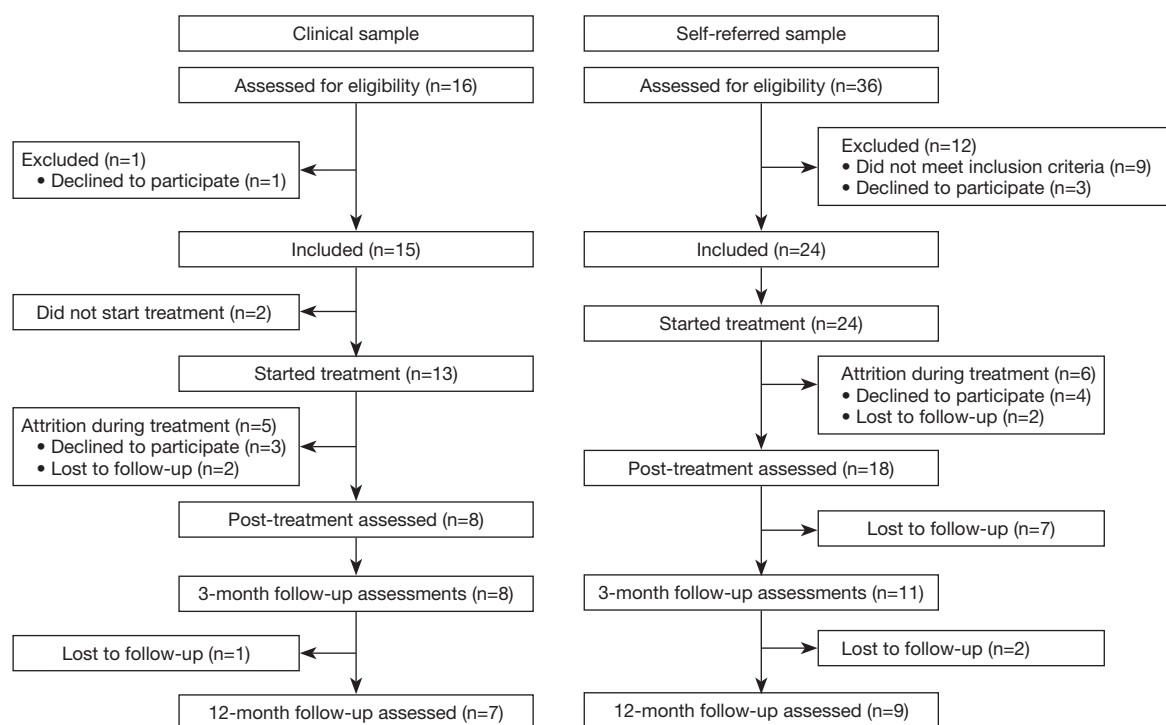 Clinical sample
Assessed for eligibility (n=16)
Excluded (n=1)
• Declined to participate (n=1)
Included (n=15)
Did not start treatment (n=2)
Started treatment (n=13)
Attrition during treatment (n=5)
• Declined to participate (n=3)
• Lost to follow-up (n=2)
Post-treatment assessed (n=8)
3-month follow-up assessments (n=8)
Lost to follow-up (n=1)
12-month follow-up assessed (n=7)
Self-referred sample
Assessed for eligibility (n=36)
Excluded (n=12)
• Did not meet inclusion criteria (n=9)
• Declined to participate (n=3)
Included (n=24)
Started treatment (n=24)
Attrition during treatment (n=6)
• Declined to participate (n=4)
• Lost to follow-up (n=2)
Post-treatment assessed (n=18)
Lost to follow-up (n=7)
3-month follow-up assessments (n=11)
Lost to follow-up (n=2)
12-month follow-up assessed (n=9)